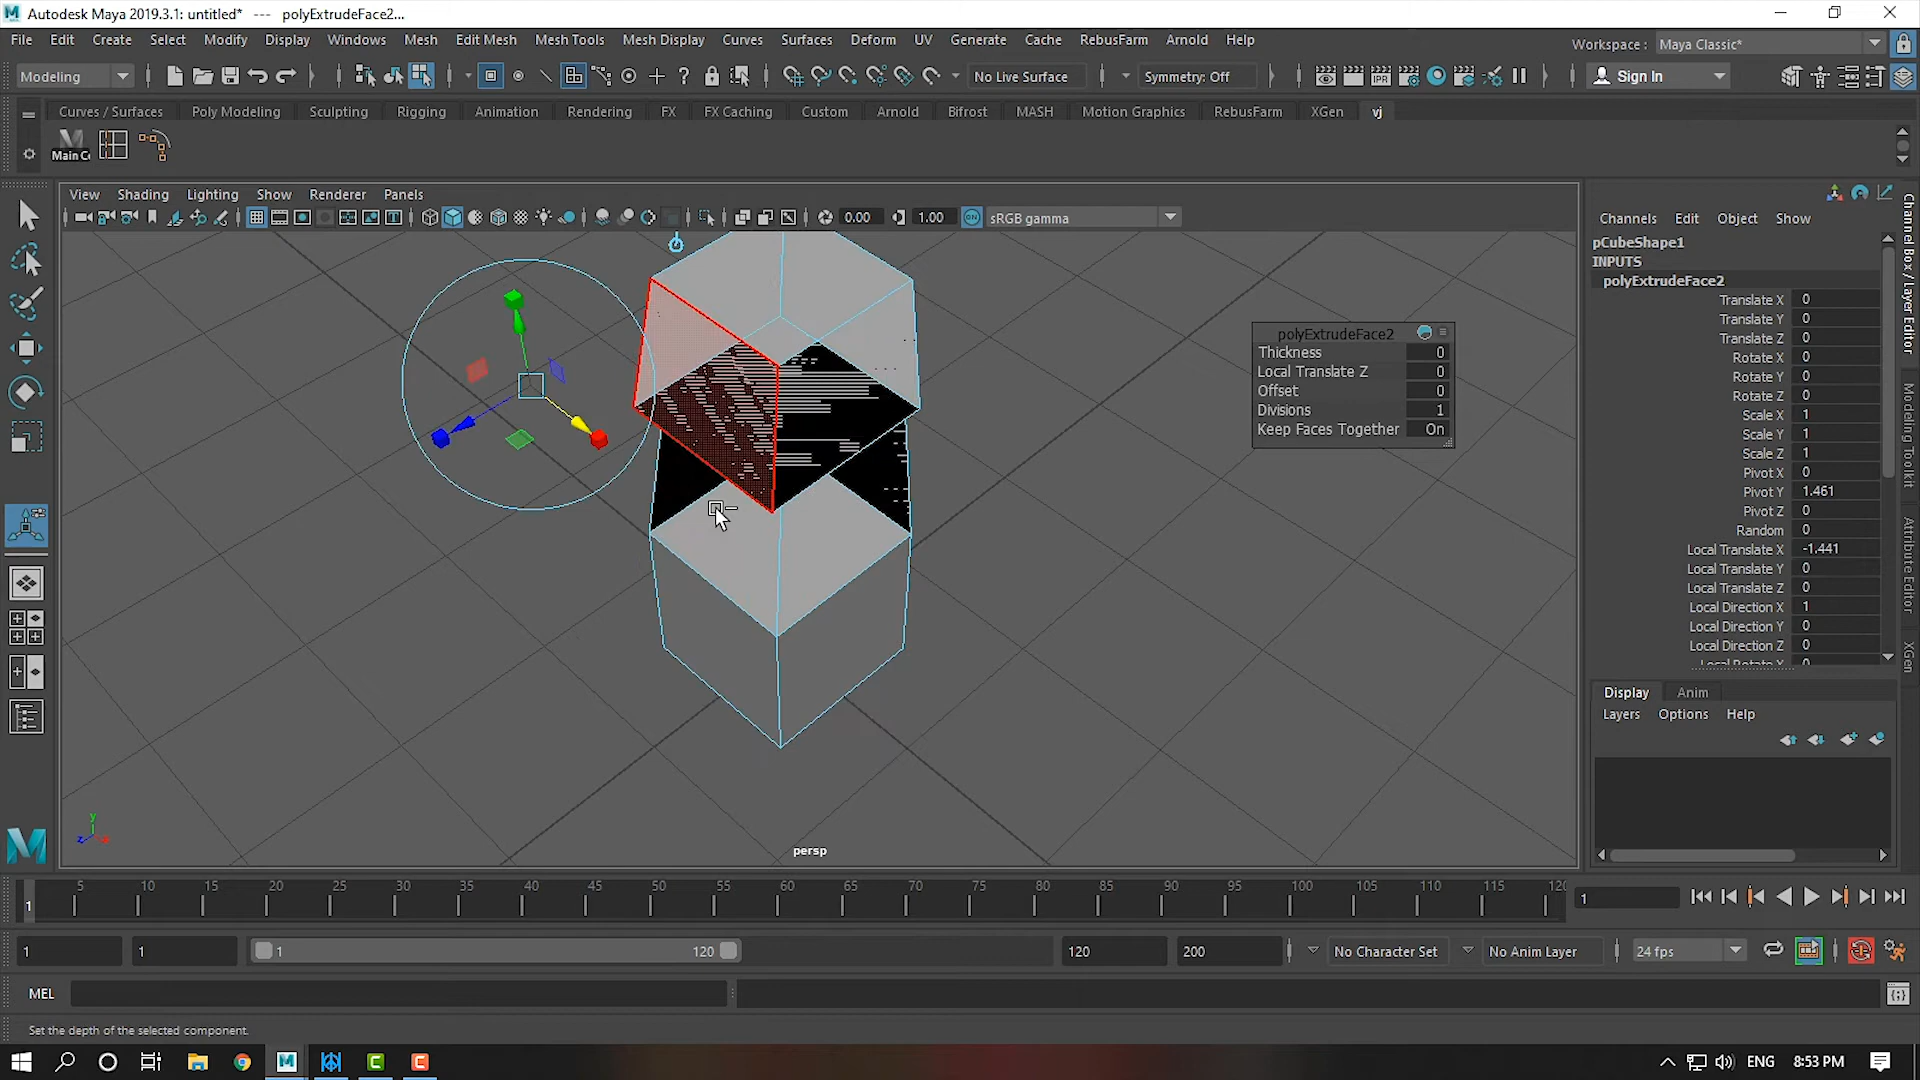 Autodesk Maya 2019.3.1: untitled* --- polyExtrudeFace2...
File Edit Create Select Modify Display Windows Mesh Edit Mesh Mesh Tools Mesh Display Curves Surfaces Deform UV Generate Cache RebusFarm Arnold Help Workspace : Maya Classic*
Modeling No Live Surface Symmetry: Off Sign In
Curves / Surfaces Poly Modeling Sculpting Rigging Animation Rendering FX FX Caching Custom Arnold Bifrost MASH Motion Graphics RebusFarm XGen vj
Main Cc
View Shading Lighting Show Renderer Panels
0.00 1.00 ON sRGB gamma
Channels Edit Object Show
pCubeShape1
INPUTS
polyExtrudeFace2
Translate X 0
Translate Y 0
Translate Z 0
Rotate X 0
Rotate Y 0
Rotate Z 0
Scale X 1
Scale Y 1
Scale Z 1
Pivot X 0
Pivot Y 1.461
Pivot Z 0
Random 0
Local Translate X -1.441
Local Translate Y 0
Local Translate Z 0
Local Direction X 1
Local Direction Y 0
Local Direction Z 0
Local Rotate X 0
Channel Box / Layer Editor
Modeling Toolkit
Attribute Editor
XGen
polyExtrudeFace2
Thickness 0
Local Translate Z 0
Offset 0
Divisions 1
Keep Faces Together On
Display Anim
Layers Options Help
y
z x
persp
5 10 15 20 25 30 35 40 45 50 55 60 65 70 75 80 85 90 95 100 105 110 115 120
1 1
1 1 1 120 120 200 No Character Set No Anim Layer 24 fps
MEL
Set the depth of the selected component.
ENG 8:53 PM